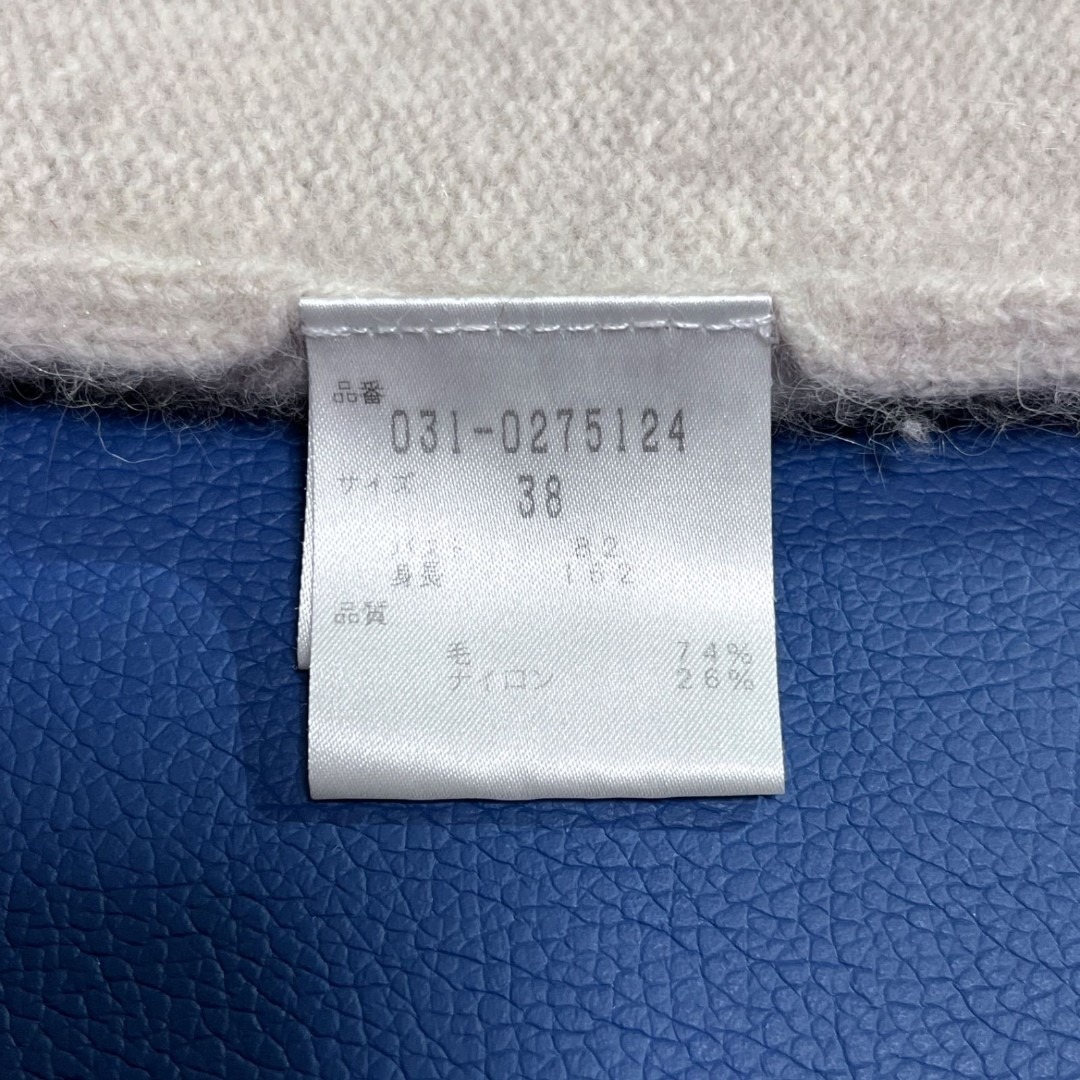 品番
031-0275124
サイズ 38
バスト 82
身長 162
品質
毛 74%
ナイロン 26%